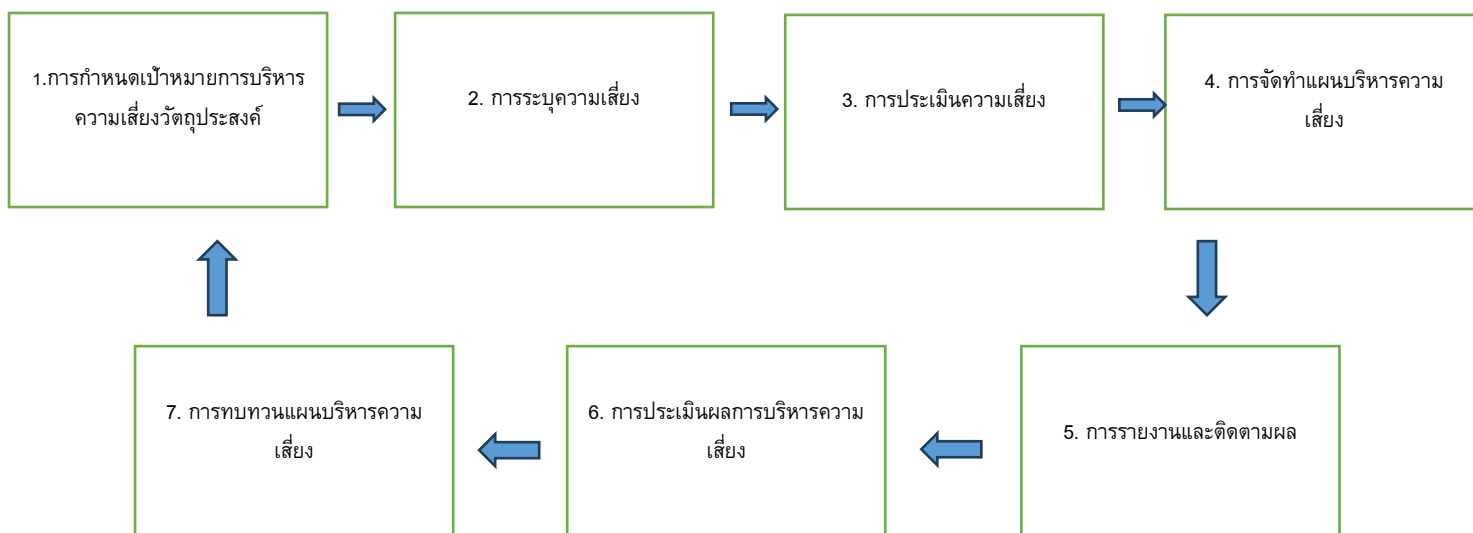 1.การกำหนดเป้าหมายการบริหาร
ความเสี่ยงวัตถุประสงค์
2. การระบุความเสี่ยง
3. การประเมินความเสี่ยง
4. การจัดทำแผนบริหารความ
เสี่ยง
5. การรายงานและติดตามผล
6. การประเมินผลการบริหารความ
เสี่ยง
7. การทบทวนแผนบริหารความ
เสี่ยง